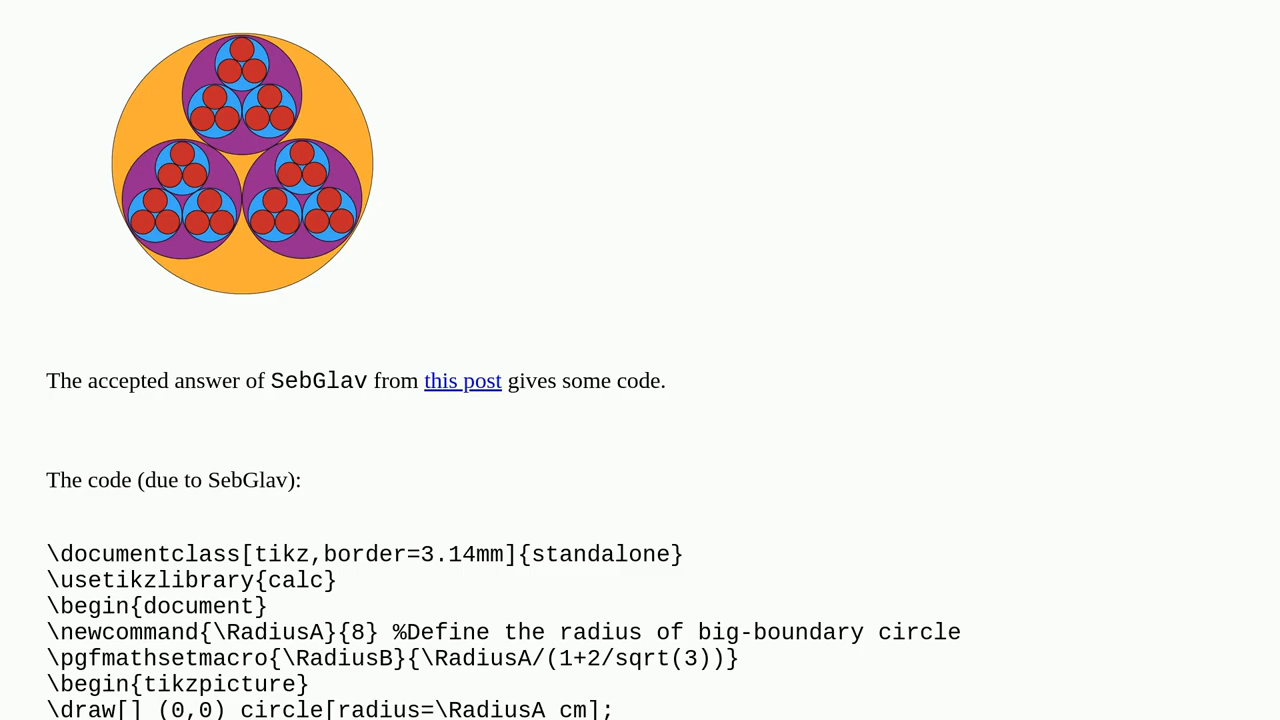 The accepted answer of SebGlav from this post gives some code.
The code (due to SebGlav):
\documentclass[tikz,border=3.14mm]{standalone}
\usetikzlibrary{calc}
\begin{document}
\newcommand{\RadiusA}{8} %Define the radius of big-boundary circle
\pgfmathsetmacro{\RadiusB}{\RadiusA/(1+2/sqrt(3))}
\begin{tikzpicture}
\draw[] (0,0) circle[radius=\RadiusA cm];